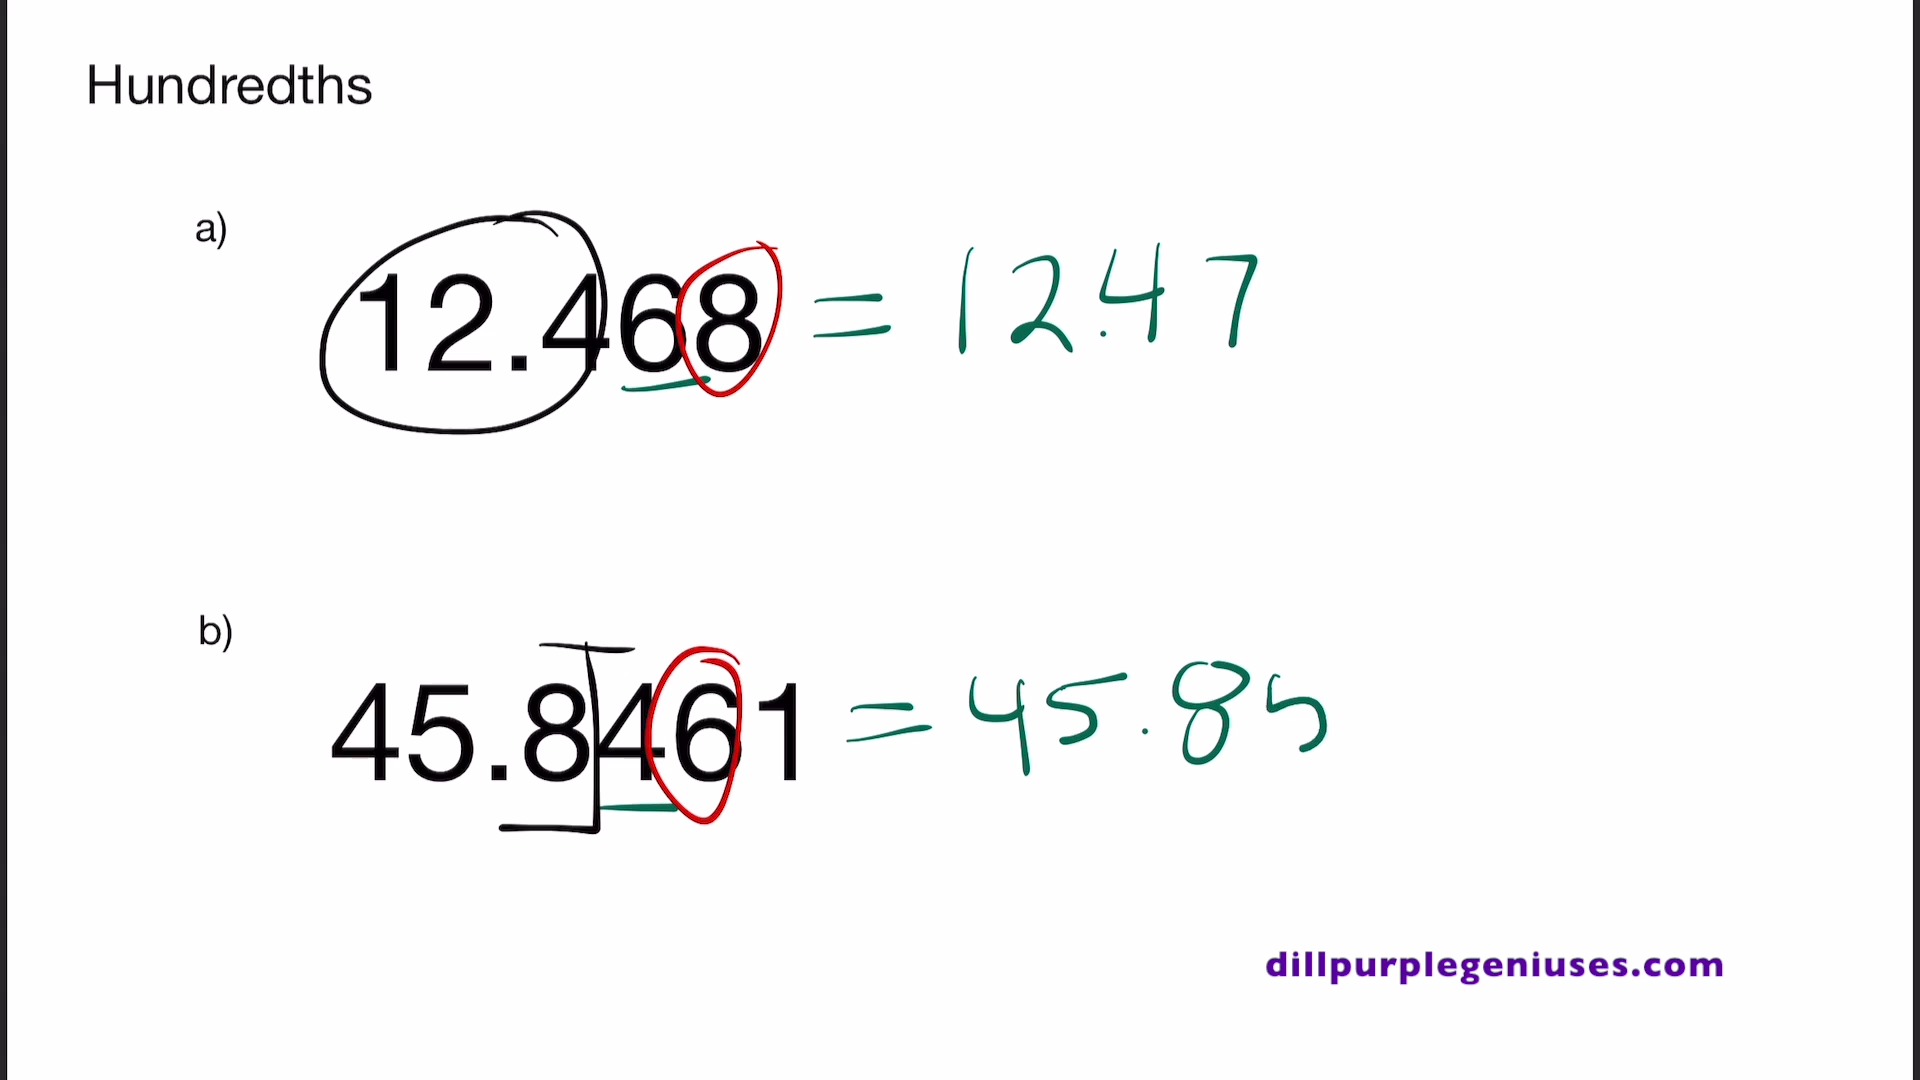 Hundredths
a)
12.468 = 12.47
b)
45.8461 = 45.85
dillpurplegeniuses.com